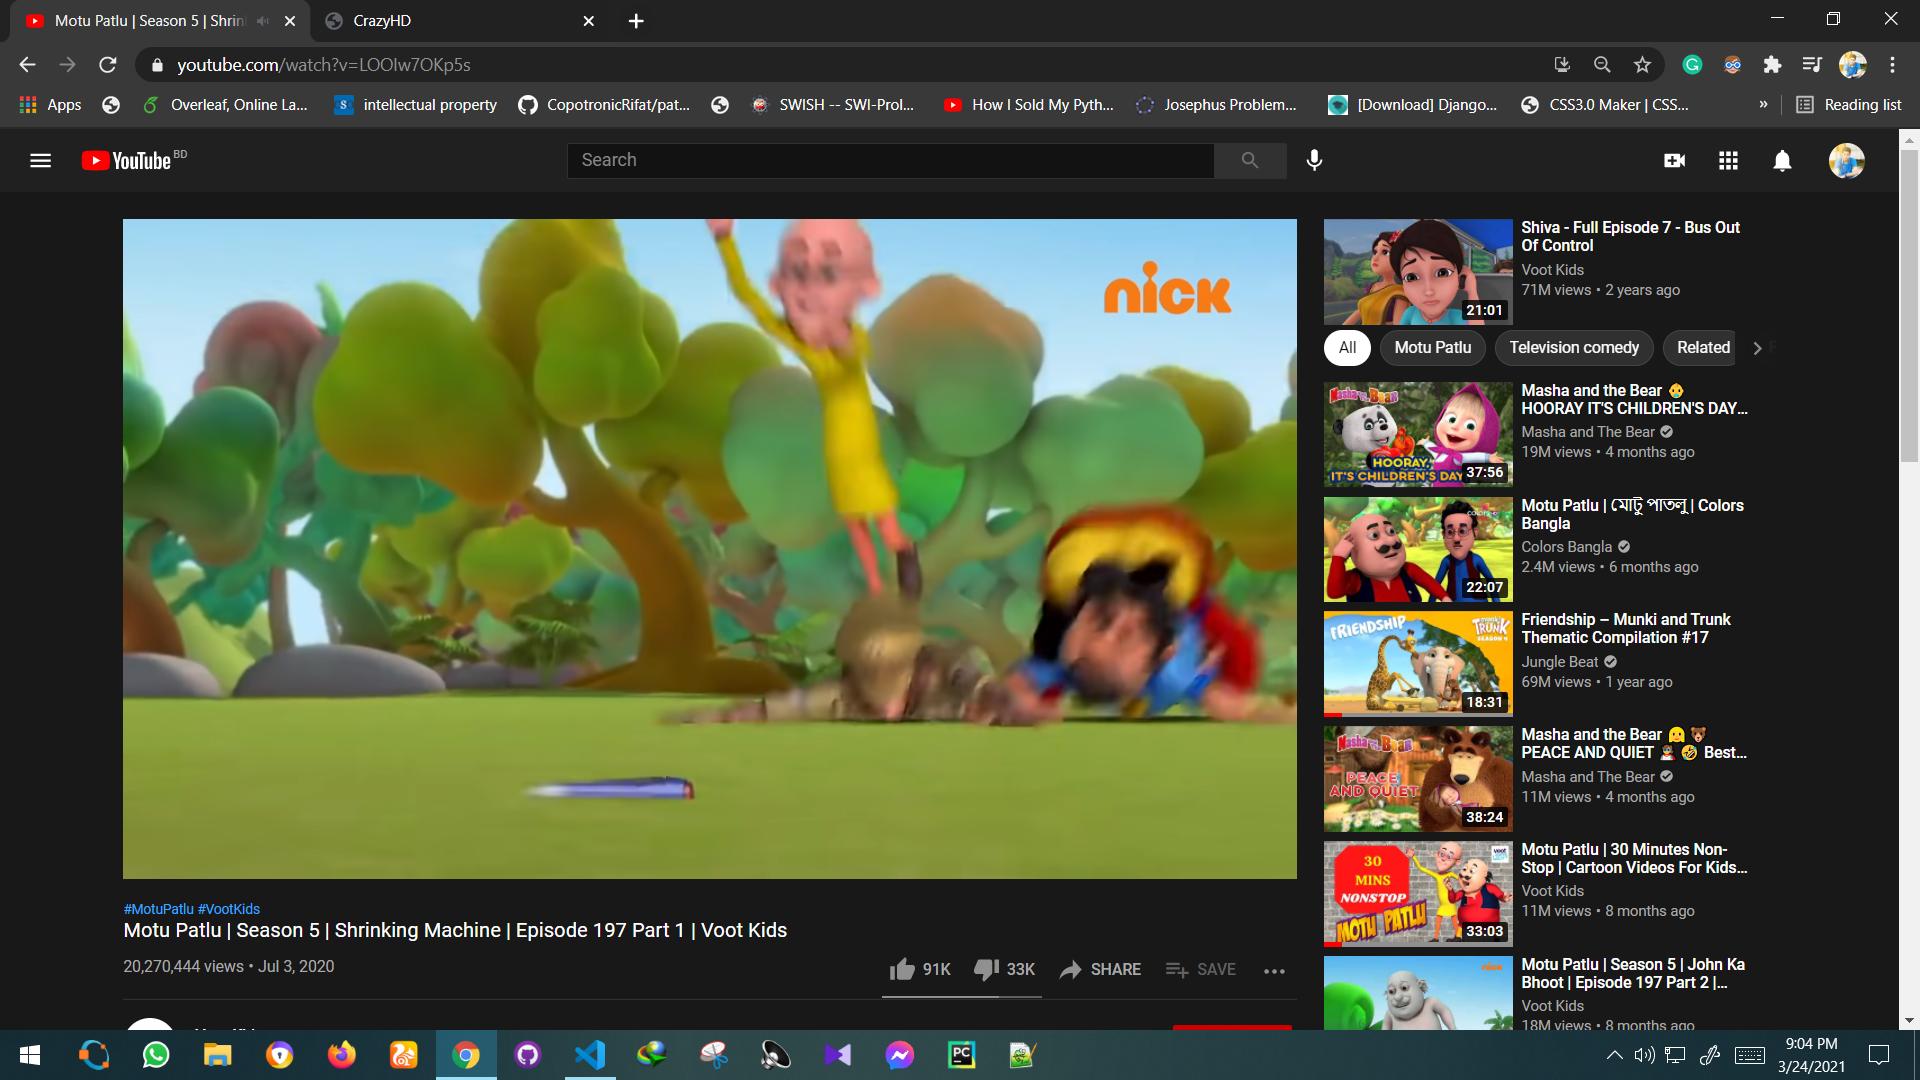 Motu Patlu | Season 5 | Shrin
CrazyHD
youtube.com/watch?v=LOOIw7OKp5s
Apps
Overleaf, Online La...
intellectual property
CopotronicRifat/pat...
SWISH -- SWI-Prol...
How I Sold My Pyth...
Josephus Problem...
[Download] Django...
CSS3.0 Maker | CSS...
»
Reading list
YouTube BD
Search
nick
Shiva - Full Episode 7 - Bus Out
Of Control
Voot Kids
71M views • 2 years ago
21:01
All
Motu Patlu
Television comedy
Related
Masha and the Bear 👶
HOORAY IT'S CHILDREN'S DAY...
Masha and The Bear
19M views • 4 months ago
Masha and the Bear
HOORAY,
IT'S CHILDREN'S DAY
37:56
Motu Patlu | মোটু পাতলু | Colors
Bangla
Colors Bangla
2.4M views • 6 months ago
22:07
Friendship – Munki and Trunk
Thematic Compilation #17
Jungle Beat
69M views • 1 year ago
FRIENDSHIP
TRUNK
18:31
Masha and the Bear 👱‍♀️ 🐻
PEACE AND QUIET 🤣 Best...
Masha and The Bear
11M views • 4 months ago
Masha and the Bear
PEACE
AND QUIET
38:24
Motu Patlu | 30 Minutes Non-
Stop | Cartoon Videos For Kids...
Voot Kids
11M views • 8 months ago
30
MINS
NONSTOP
MOTU PATLU
33:03
Motu Patlu | Season 5 | John Ka
Bhoot | Episode 197 Part 2 |...
Voot Kids
18M views • 8 months ago
nick
#MotuPatlu #VootKids
Motu Patlu | Season 5 | Shrinking Machine | Episode 197 Part 1 | Voot Kids
20,270,444 views • Jul 3, 2020
91K
33K
SHARE
SAVE
PC
9:04 PM
3/24/2021